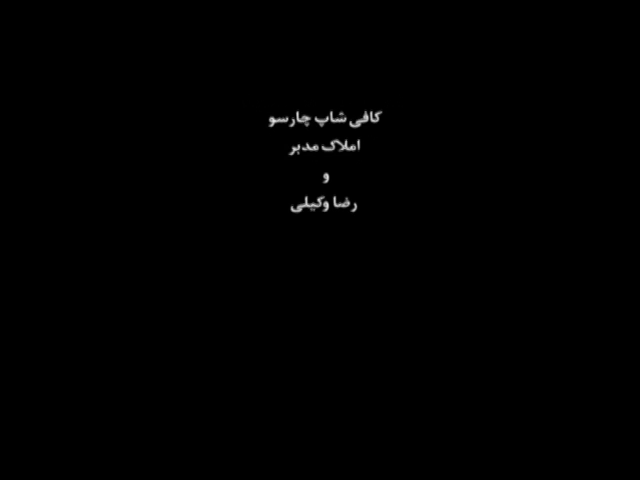 کافی شاپ چارسو
املاک مدبر
و
رضا وکیلی